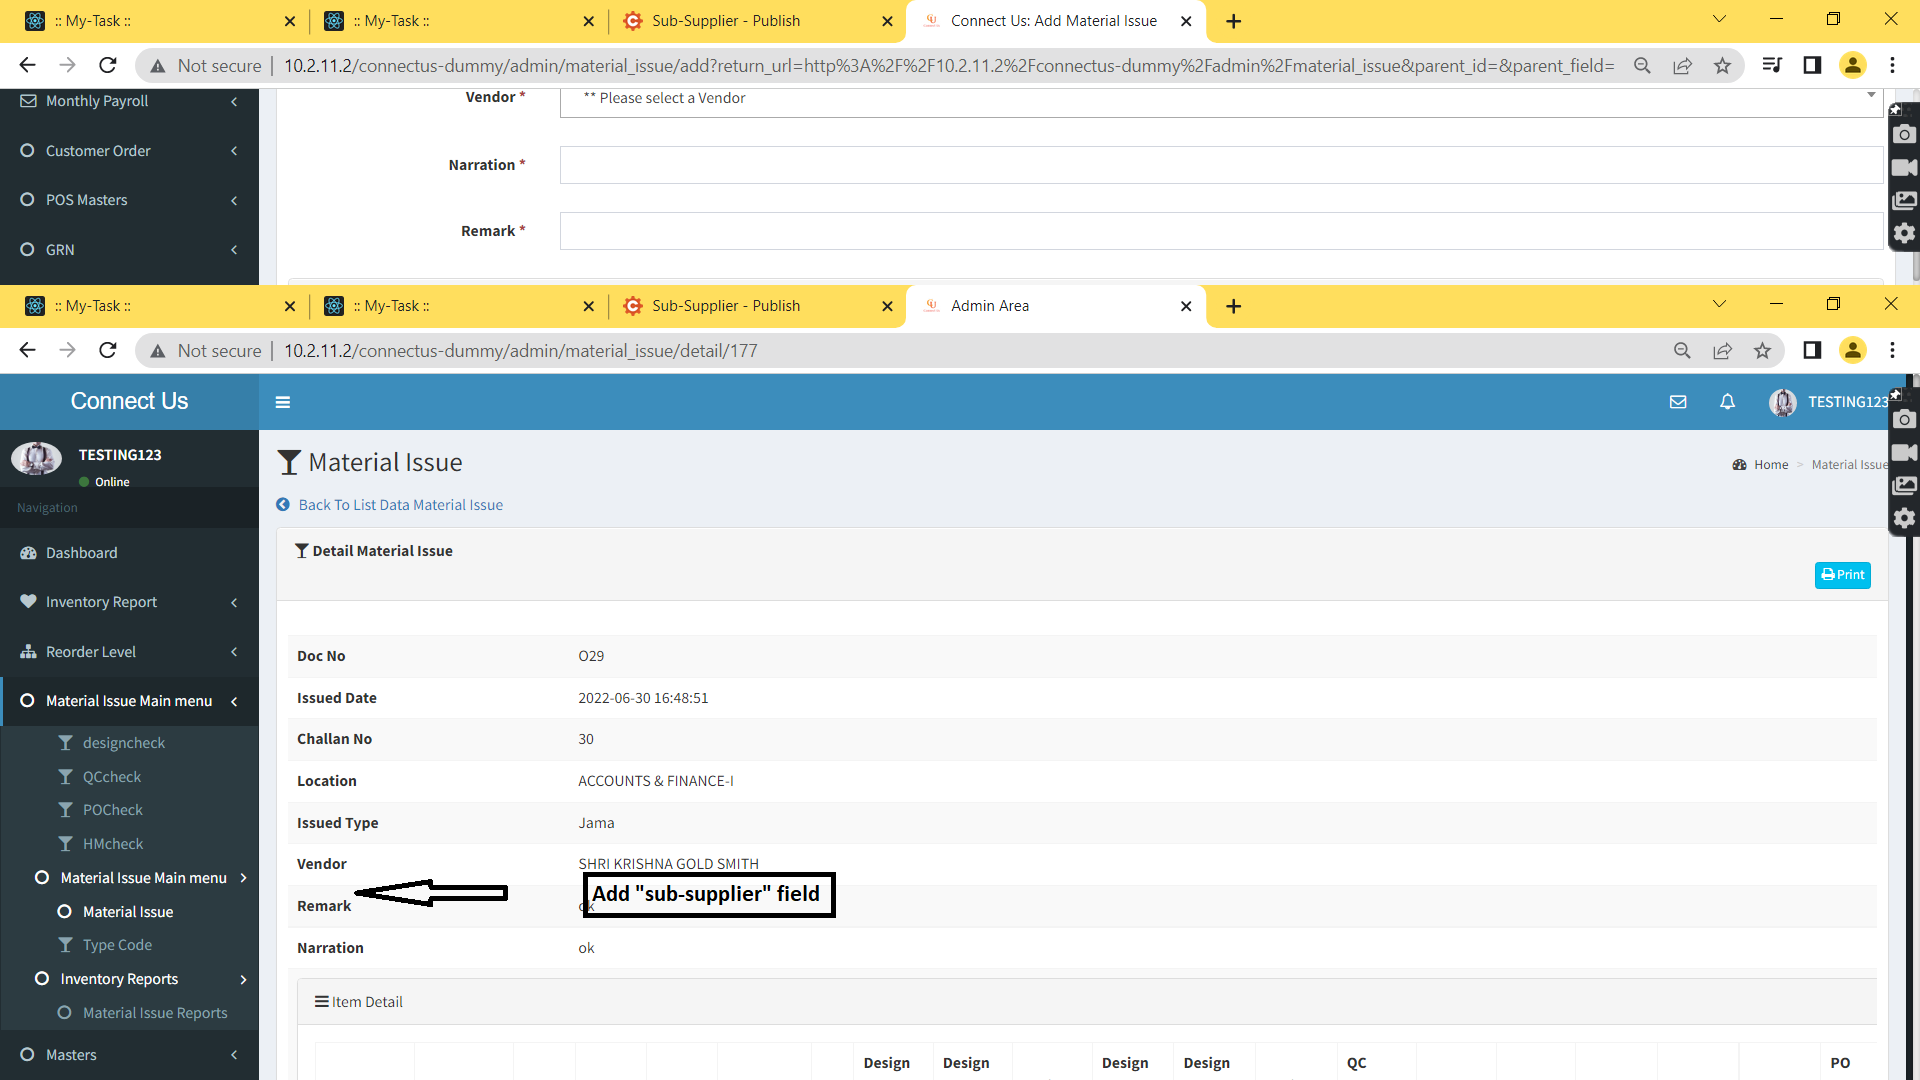 :: My-Task ::
:: My-Task ::
Sub-Supplier - Publish
Connect Us: Add Material Issue
Not secure
10.2.11.2/connectus-dummy/admin/material_issue/add?return_url=http%3A%2F%2F10.2.11.2%2Fconnectus-dummy%2Fadmin%2Fmaterial_issue&parent_id=&parent_field=
Monthly Payroll
Vendor *
** Please select a Vendor
Customer Order
Narration *
POS Masters
Remark *
GRN
:: My-Task ::
:: My-Task ::
Sub-Supplier - Publish
Admin Area
Not secure
10.2.11.2/connectus-dummy/admin/material_issue/detail/177
Connect Us
TESTING123
TESTING123
Online
Navigation
Dashboard
Inventory Report
Reorder Level
Material Issue Main menu
designcheck
QCcheck
POCheck
HMcheck
Material Issue Main menu
Material Issue
Type Code
Inventory Reports
Material Issue Reports
Masters
Material Issue
Home > Material Issue
Back To List Data Material Issue
Detail Material Issue
Print
Doc No O29
Issued Date 2022-06-30 16:48:51
Challan No 30
Location ACCOUNTS & FINANCE-I
Issued Type Jama
Vendor SHRI KRISHNA GOLD SMITH
Add "sub-supplier" field
Remark ok
Narration ok
Item Detail
Design Design Design Design QC PO